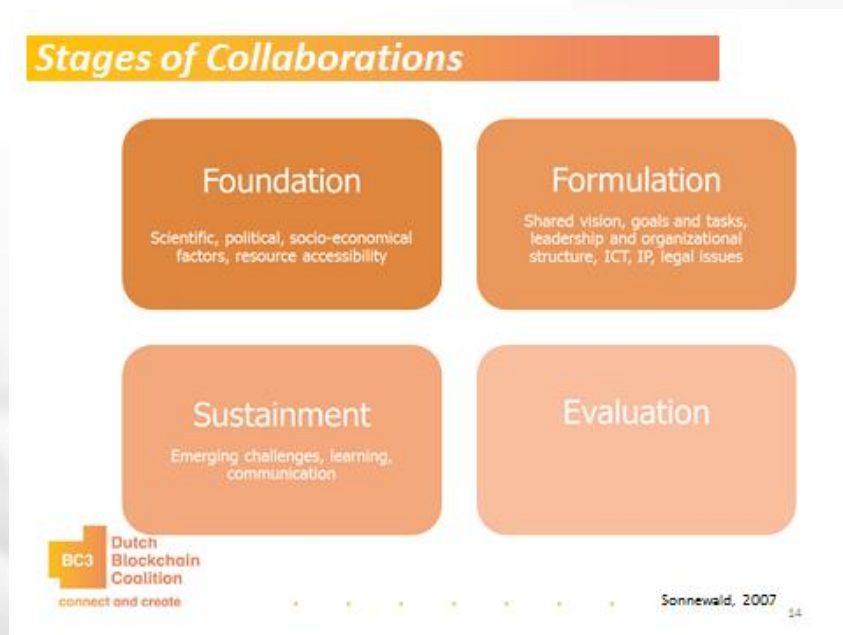 Stages of Collaborations
Foundation
Scientific, political, socio-economical
factors, resource accessibility
Formulation
Shared vision, goals and tasks,
leadership and organizational
structure, ICT, IP, legal issues
Sustainment
Emerging challenges, learning,
communication
Evaluation
BC3
Dutch
Blockchain
Coalition
connect and create
Sonnewald, 2007
14